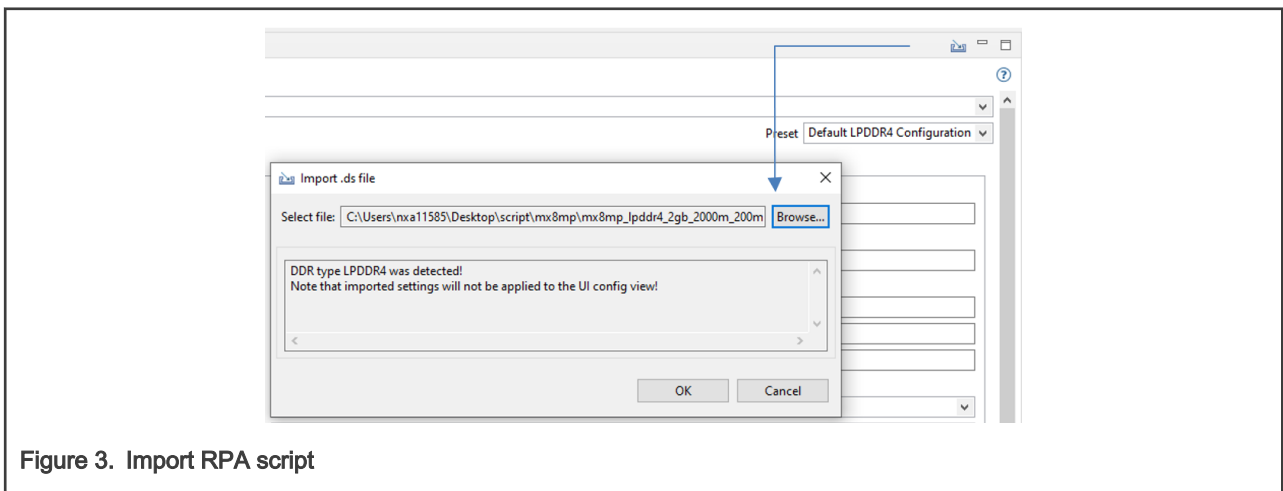 ?
Preset Default LPDDR4 Configuration
Import .ds file
Select file: C:\Users\nxa11585\Desktop\script\mx8mp\mx8mp_lpddr4_2gb_2000m_200m Browse...
DDR type LPDDR4 was detected!
Note that imported settings will not be applied to the UI config view!
OK Cancel
Figure 3. Import RPA script